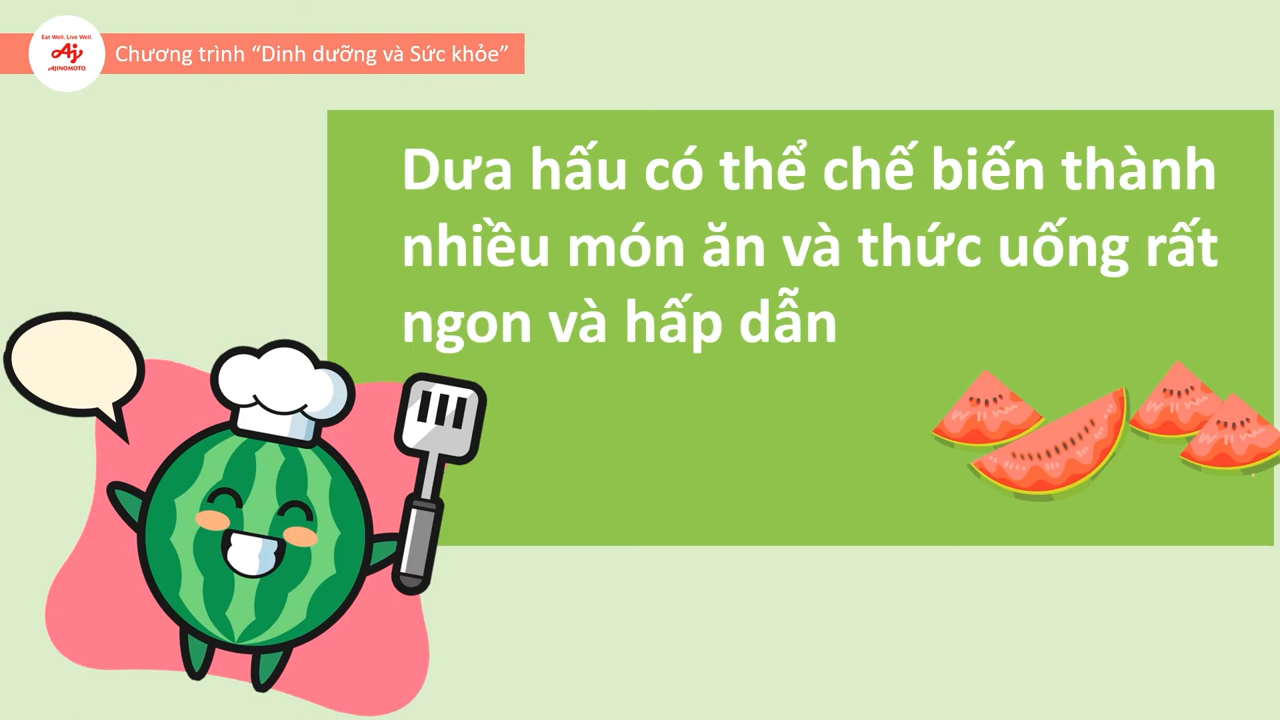 Eat Well, Live Well.
Aj
AJINOMOTO
Chương trình “Dinh dưỡng và Sức khỏe”
Dưa hấu có thể chế biến thành
nhiều món ăn và thức uống rất
ngon và hấp dẫn